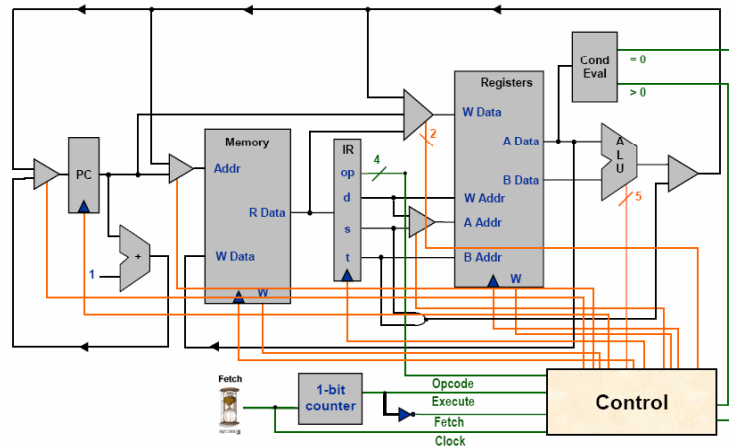 Cond
Eval
= 0
> 0
Registers
W Data
2
A Data
A
L
U
B Data
5
W Addr
A Addr
B Addr
W
Memory
Addr
R Data
W Data
W
IR
op
4
d
s
t
PC
+
1
Fetch
1-bit
counter
Opcode
Execute
Fetch
Clock
Control